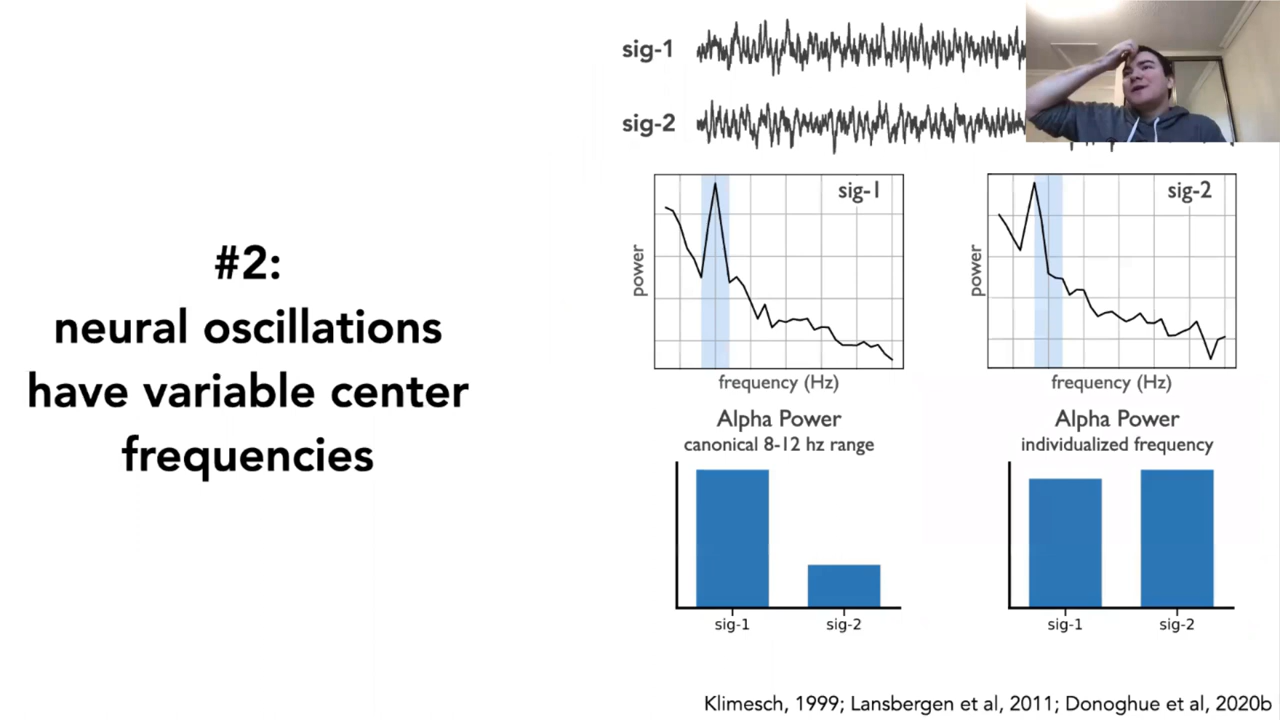 #2:
neural oscillations
have variable center
frequencies
sig-1
sig-2
sig-1
power
frequency (Hz)
sig-2
power
frequency (Hz)
Alpha Power
canonical 8-12 hz range
sig-1
sig-2
Alpha Power
individualized frequency
sig-1
sig-2
Klimesch, 1999; Lansbergen et al, 2011; Donoghue et al, 2020b